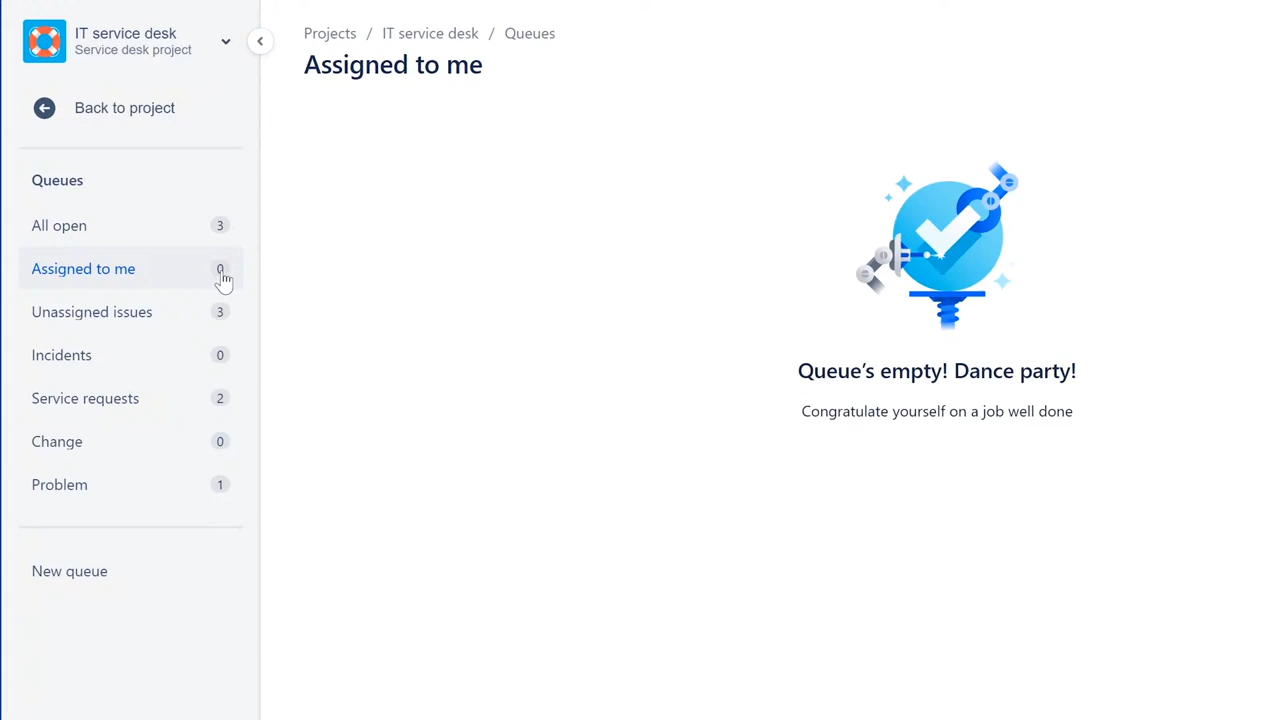 IT service desk
Service desk project
Back to project
Queues
All open 3
Assigned to me 0
Unassigned issues 3
Incidents 0
Service requests 2
Change 0
Problem 1
New queue
Projects / IT service desk / Queues
Assigned to me
Queue’s empty! Dance party!
Congratulate yourself on a job well done